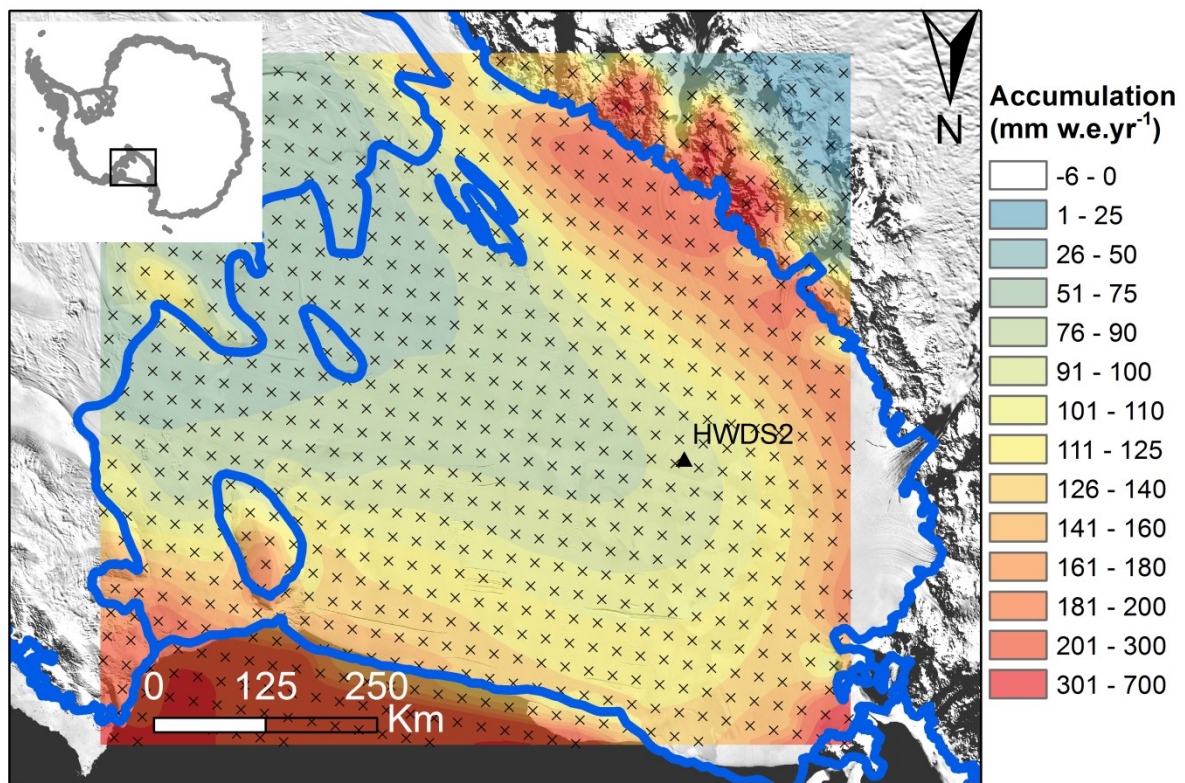 N
Accumulation
(mm w.e.yr⁻¹)
-6 - 0
1 - 25
26 - 50
51 - 75
76 - 90
91 - 100
101 - 110
111 - 125
126 - 140
141 - 160
161 - 180
181 - 200
201 - 300
301 - 700
HWDS2
0 125 250
Km